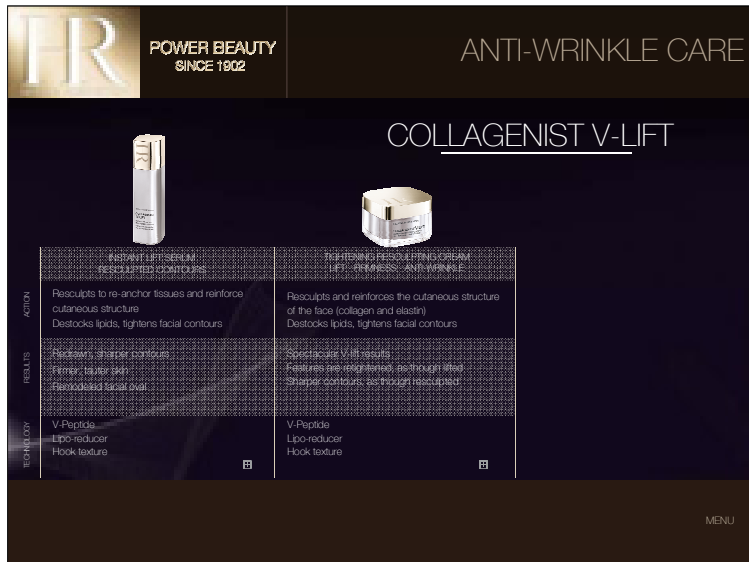 HR
POWER BEAUTY
SINCE 1902
ANTI-WRINKLE CARE
COLLAGENIST V-LIFT
INSTANT LIFT SERUM
RESCULPTED CONTOURS
TIGHTENING RESCULPTING CREAM
LIFT - FIRMNESS - ANTI-WRINKLE
ACTION
Resculpts to re-anchor tissues and reinforce
cutaneous structure
Destocks lipids, tightens facial contours
Resculpts and reinforces the cutaneous structure
of the face (collagen and elastin)
Destocks lipids, tightens facial contours
RESULTS
Redrawn, sharper contours
Firmer, tauter skin
Remodeled facial oval
Spectacular V-lift results
Features are retightened, as though lifted
Sharper contours, as though resculpted
TECHNOLOGY
V-Peptide
Lipo-reducer
Hook texture
V-Peptide
Lipo-reducer
Hook texture
MENU